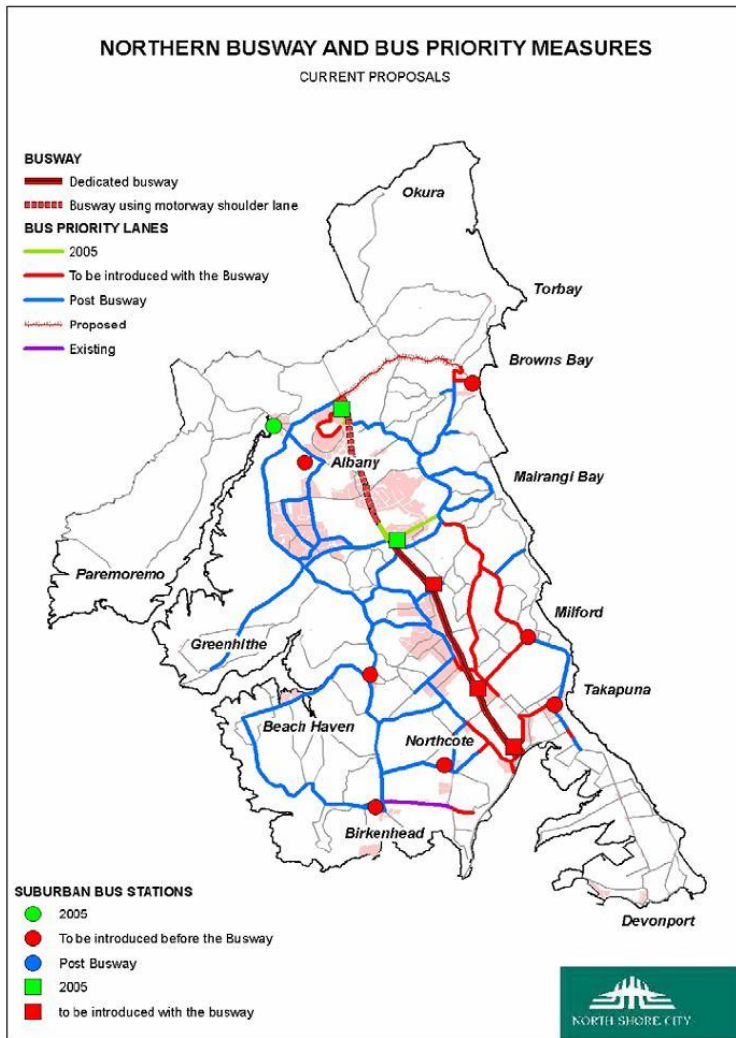 NORTHERN BUSWAY AND BUS PRIORITY MEASURES
CURRENT PROPOSALS
BUSWAY
Dedicated busway
Busway using motorway shoulder lane
BUS PRIORITY LANES
2005
To be introduced with the Busway
Post Busway
Proposed
Existing
Okura
Torbay
Browns Bay
Albany
Mairangi Bay
Paremoremo
Milford
Greenhithe
Takapuna
Beach Haven
Northcote
Birkenhead
Devonport
SUBURBAN BUS STATIONS
2005
To be introduced before the Busway
Post Busway
2005
to be introduced with the busway
NORTH SHORE CITY